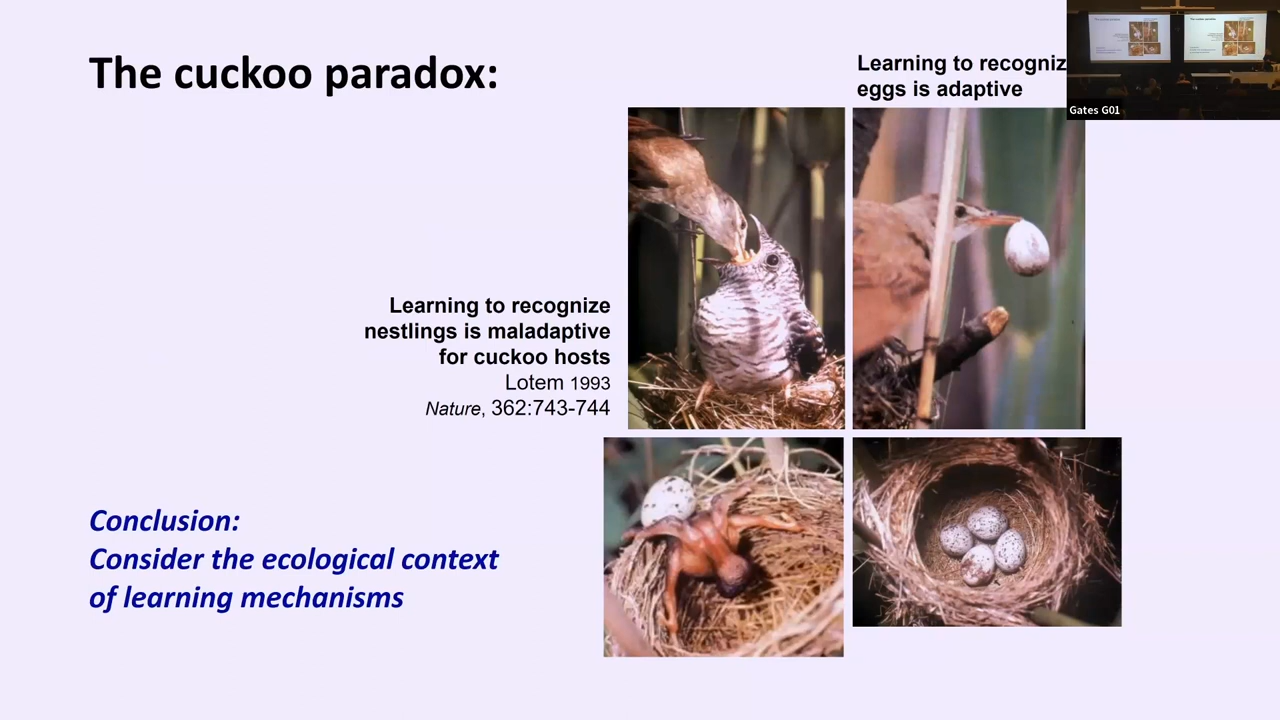 The cuckoo paradox:
Learning to recogniz
eggs is adaptive
Gates G01
Learning to recognize
nestlings is maladaptive
for cuckoo hosts
Lotem 1993
Nature, 362:743-744
Conclusion:
Consider the ecological context
of learning mechanisms